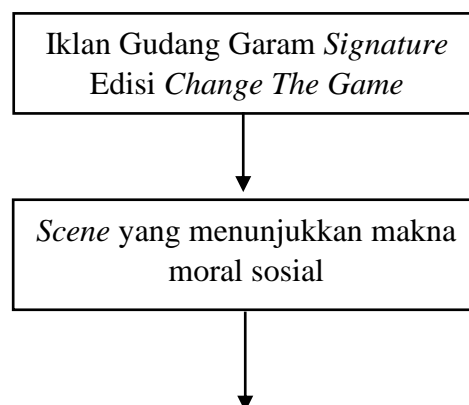 Iklan Gudang Garam Signature
Edisi Change The Game
Scene yang menunjukkan makna
moral sosial